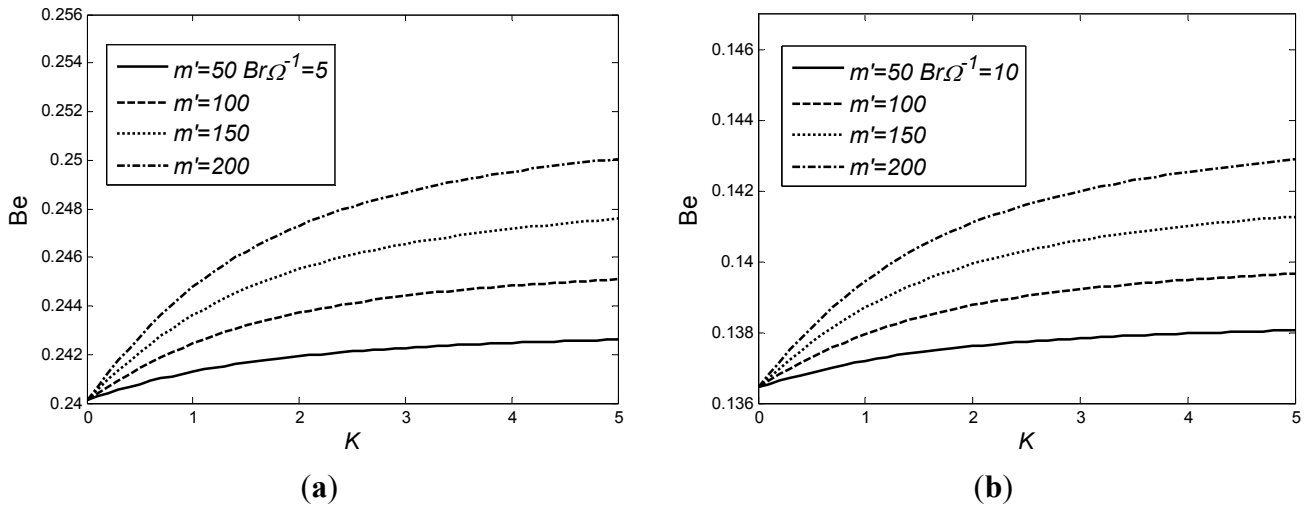 0.256
0.254
0.252
0.25
0.248
0.246
0.244
0.242
0.24
Be
m'=50 BrΩ⁻¹=5
m'=100
m'=150
m'=200
0 1 2 3 4 5
K
(a)
0.146
0.144
0.142
0.14
0.138
0.136
Be
m'=50 BrΩ⁻¹=10
m'=100
m'=150
m'=200
0 1 2 3 4 5
K
(b)